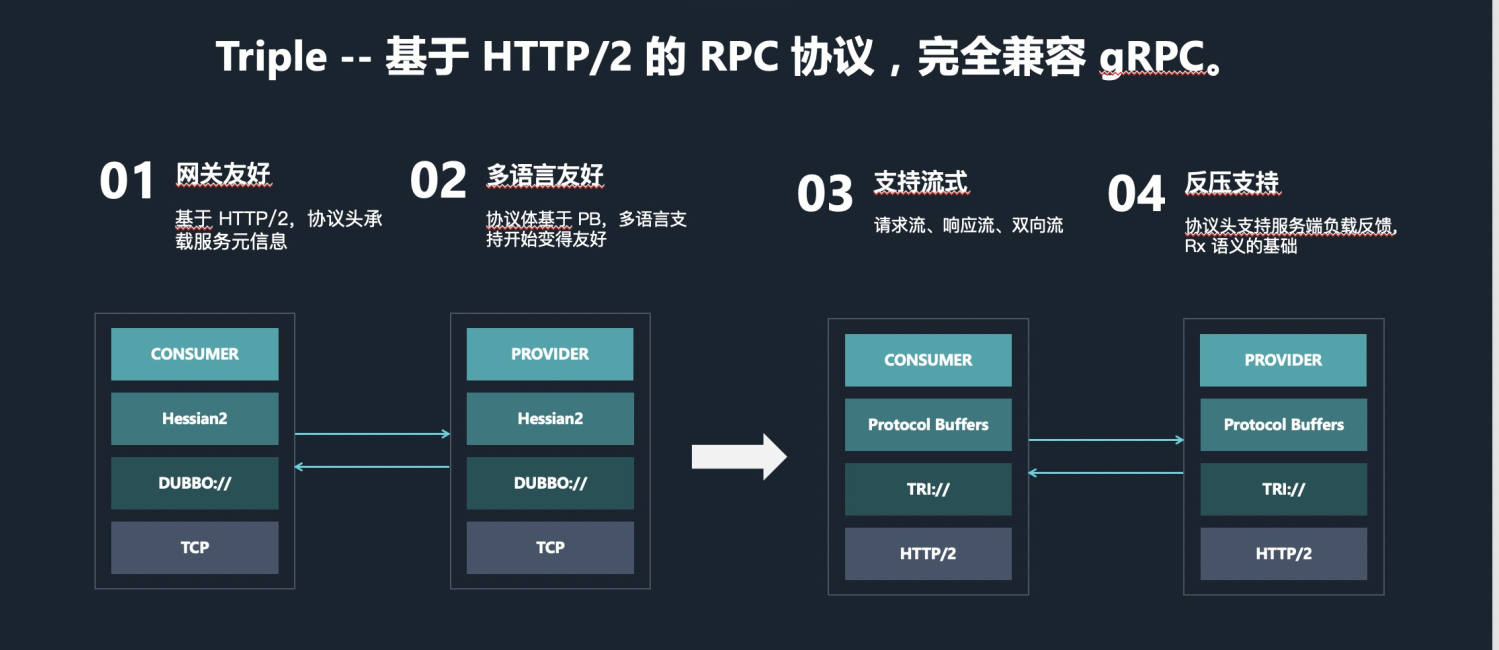 Triple -- 基于 HTTP/2 的 RPC 协议，完全兼容 gRPC。
01
网关友好
基于 HTTP/2，协议头承
载服务元信息
02
多语言友好
协议体基于 PB，多语言支
持开始变得友好
03
支持流式
请求流、响应流、双向流
04
反压支持
协议头支持服务端负载反馈,
Rx 语义的基础
CONSUMER
Hessian2
DUBBO://
TCP
PROVIDER
Hessian2
DUBBO://
TCP
CONSUMER
Protocol Buffers
TRI://
HTTP/2
PROVIDER
Protocol Buffers
TRI://
HTTP/2